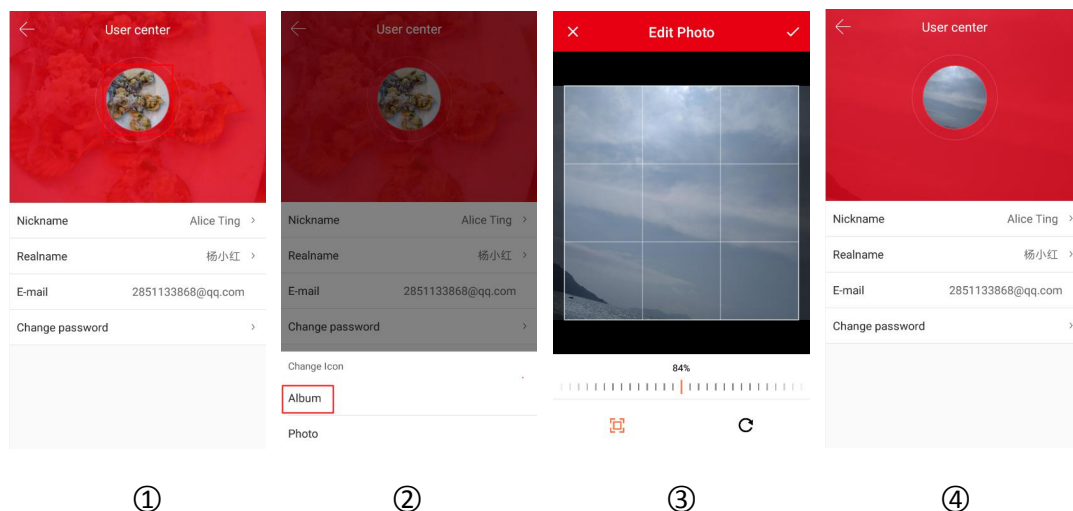 User center
Nickname Alice Ting
Realname 杨小红
E-mail 2851133868@qq.com
Change password
①
User center
Nickname Alice Ting
Realname 杨小红
E-mail 2851133868@qq.com
Change password
Change Icon
Album
Photo
②
Edit Photo
84%
③
User center
Nickname Alice Ting
Realname 杨小红
E-mail 2851133868@qq.com
Change password
④